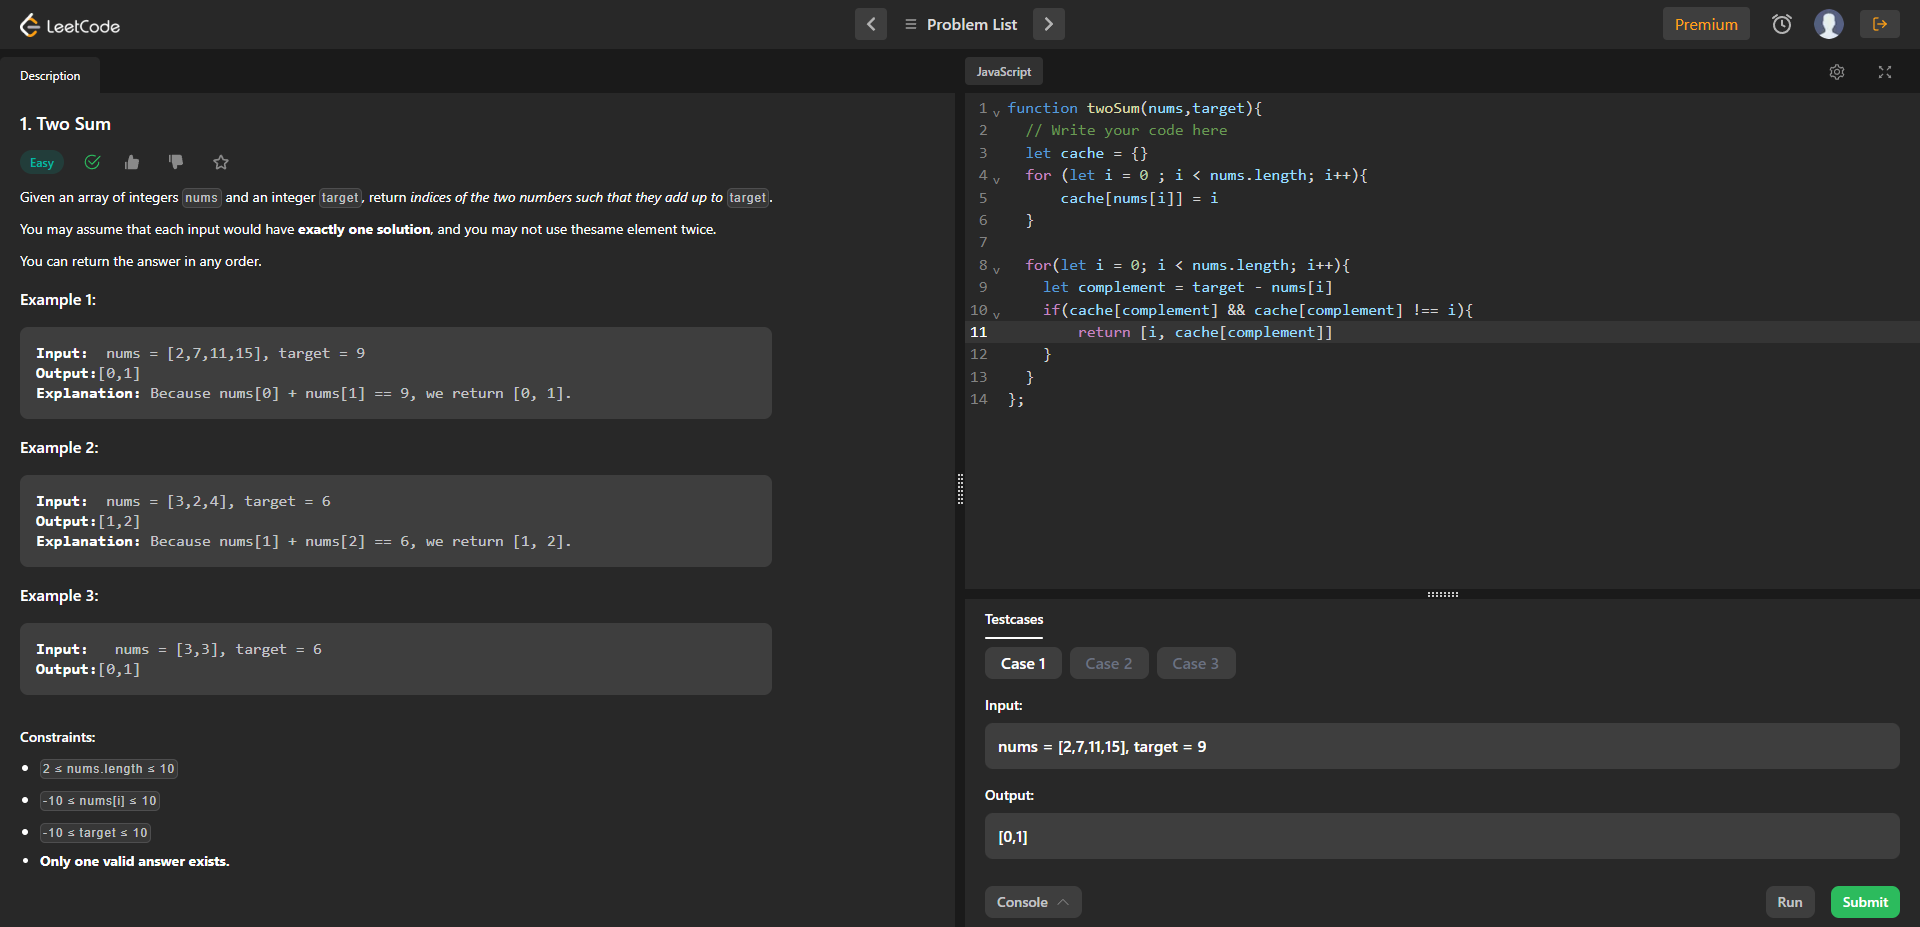 LeetCode
Problem List
Premium
Description
1. Two Sum
Easy
Given an array of integers nums and an integer target, return indices of the two numbers such that they add up to target.
You may assume that each input would have exactly one solution, and you may not use thesame element twice.
You can return the answer in any order.
Example 1:
Input: nums = [2,7,11,15], target = 9
Output:[0,1]
Explanation: Because nums[0] + nums[1] == 9, we return [0, 1].
Example 2:
Input: nums = [3,2,4], target = 6
Output:[1,2]
Explanation: Because nums[1] + nums[2] == 6, we return [1, 2].
Example 3:
Input: nums = [3,3], target = 6
Output:[0,1]
Constraints:
2 ≤ nums.length ≤ 10
-10 ≤ nums[i] ≤ 10
-10 ≤ target ≤ 10
Only one valid answer exists.
JavaScript
1 function twoSum(nums,target){
2 // Write your code here
3 let cache = {}
4 for (let i = 0 ; i < nums.length; i++){
5 cache[nums[i]] = i
6 }
7
8 for(let i = 0; i < nums.length; i++){
9 let complement = target - nums[i]
10 if(cache[complement] && cache[complement] !== i){
11 return [i, cache[complement]]
12 }
13 }
14 };
Testcases
Case 1 Case 2 Case 3
Input:
nums = [2,7,11,15], target = 9
Output:
[0,1]
Console
Run
Submit